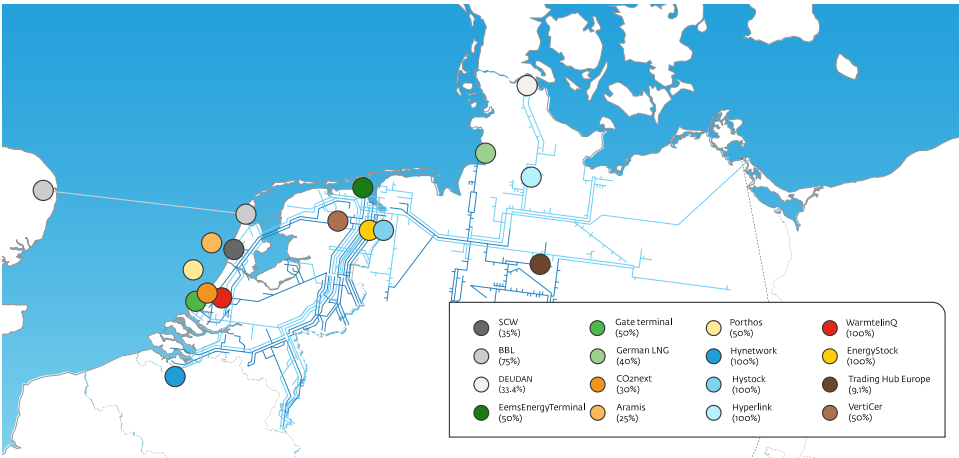 SCW
(35%)
BBL
(75%)
DEUDAN
(33.4%)
EemsEnergyTerminal
(50%)
Gate terminal
(50%)
German LNG
(40%)
CO2next
(30%)
Aramis
(25%)
Porthos
(50%)
Hynetwork
(100%)
Hystock
(100%)
Hyperlink
(100%)
WarmtelinQ
(100%)
EnergyStock
(100%)
Trading Hub Europe
(9.1%)
VertiCer
(50%)